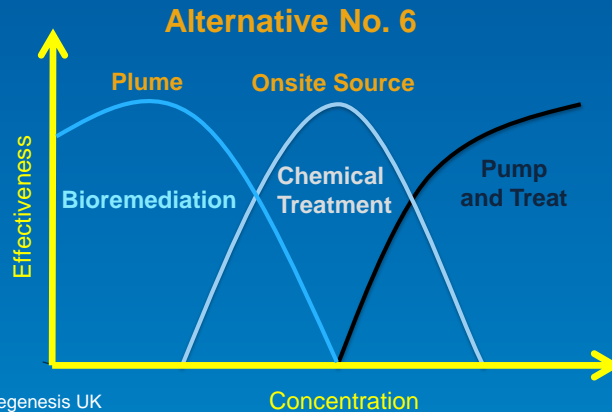 Alternative No. 6
Plume
Onsite Source
Effectiveness
Bioremediation
Chemical
Treatment
Pump
and Treat
egenesis UK
Concentration